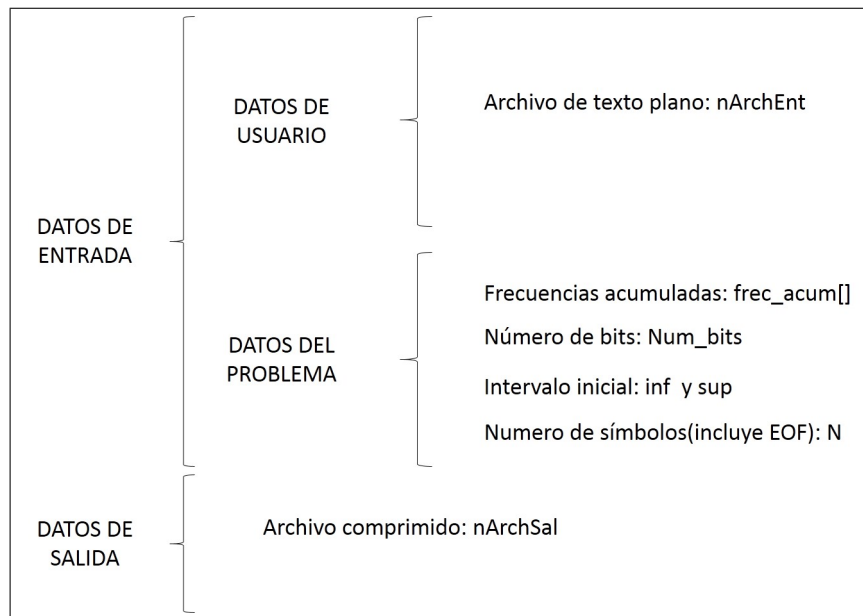 DATOS DE
ENTRADA
DATOS DE
USUARIO
Archivo de texto plano: nArchEnt
DATOS DEL
PROBLEMA
Frecuencias acumuladas: frec_acum[]
Número de bits: Num_bits
Intervalo inicial: inf y sup
Numero de símbolos(incluye EOF): N
DATOS DE
SALIDA
Archivo comprimido: nArchSal